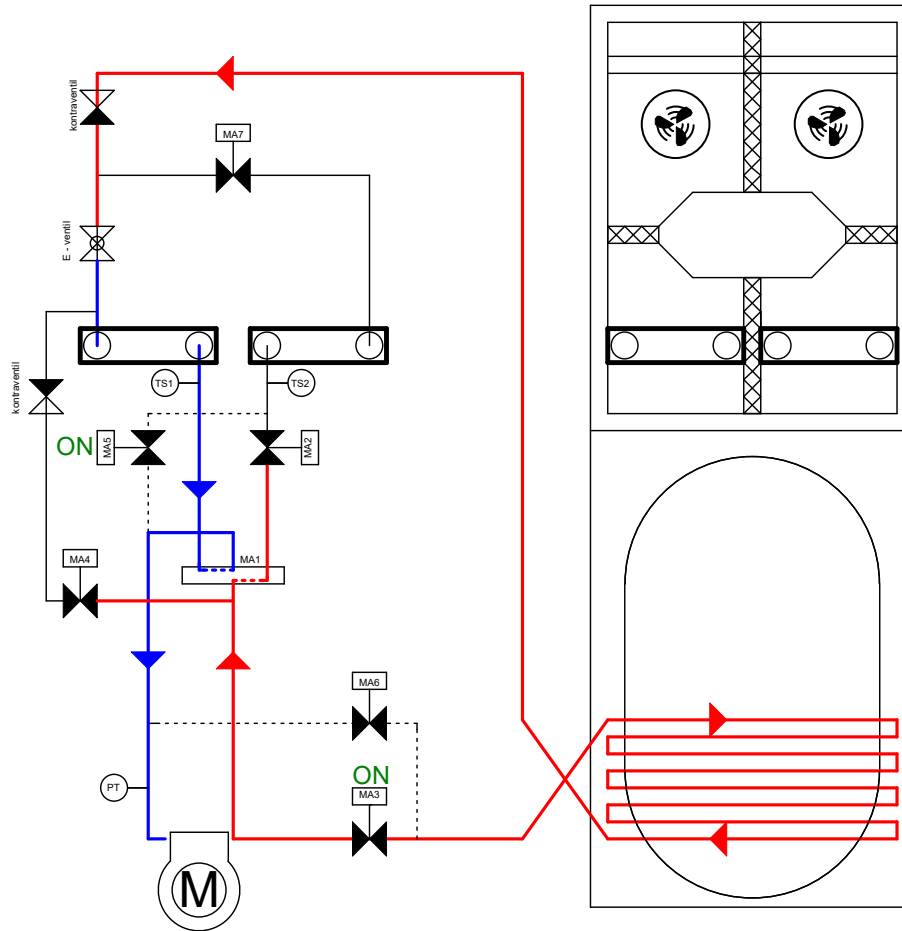 kontraventil
MA7
E - ventil
kontraventil
TS1
TS2
ON
MA5
MA2
MA1
MA4
MA6
ON
MA3
PT
M